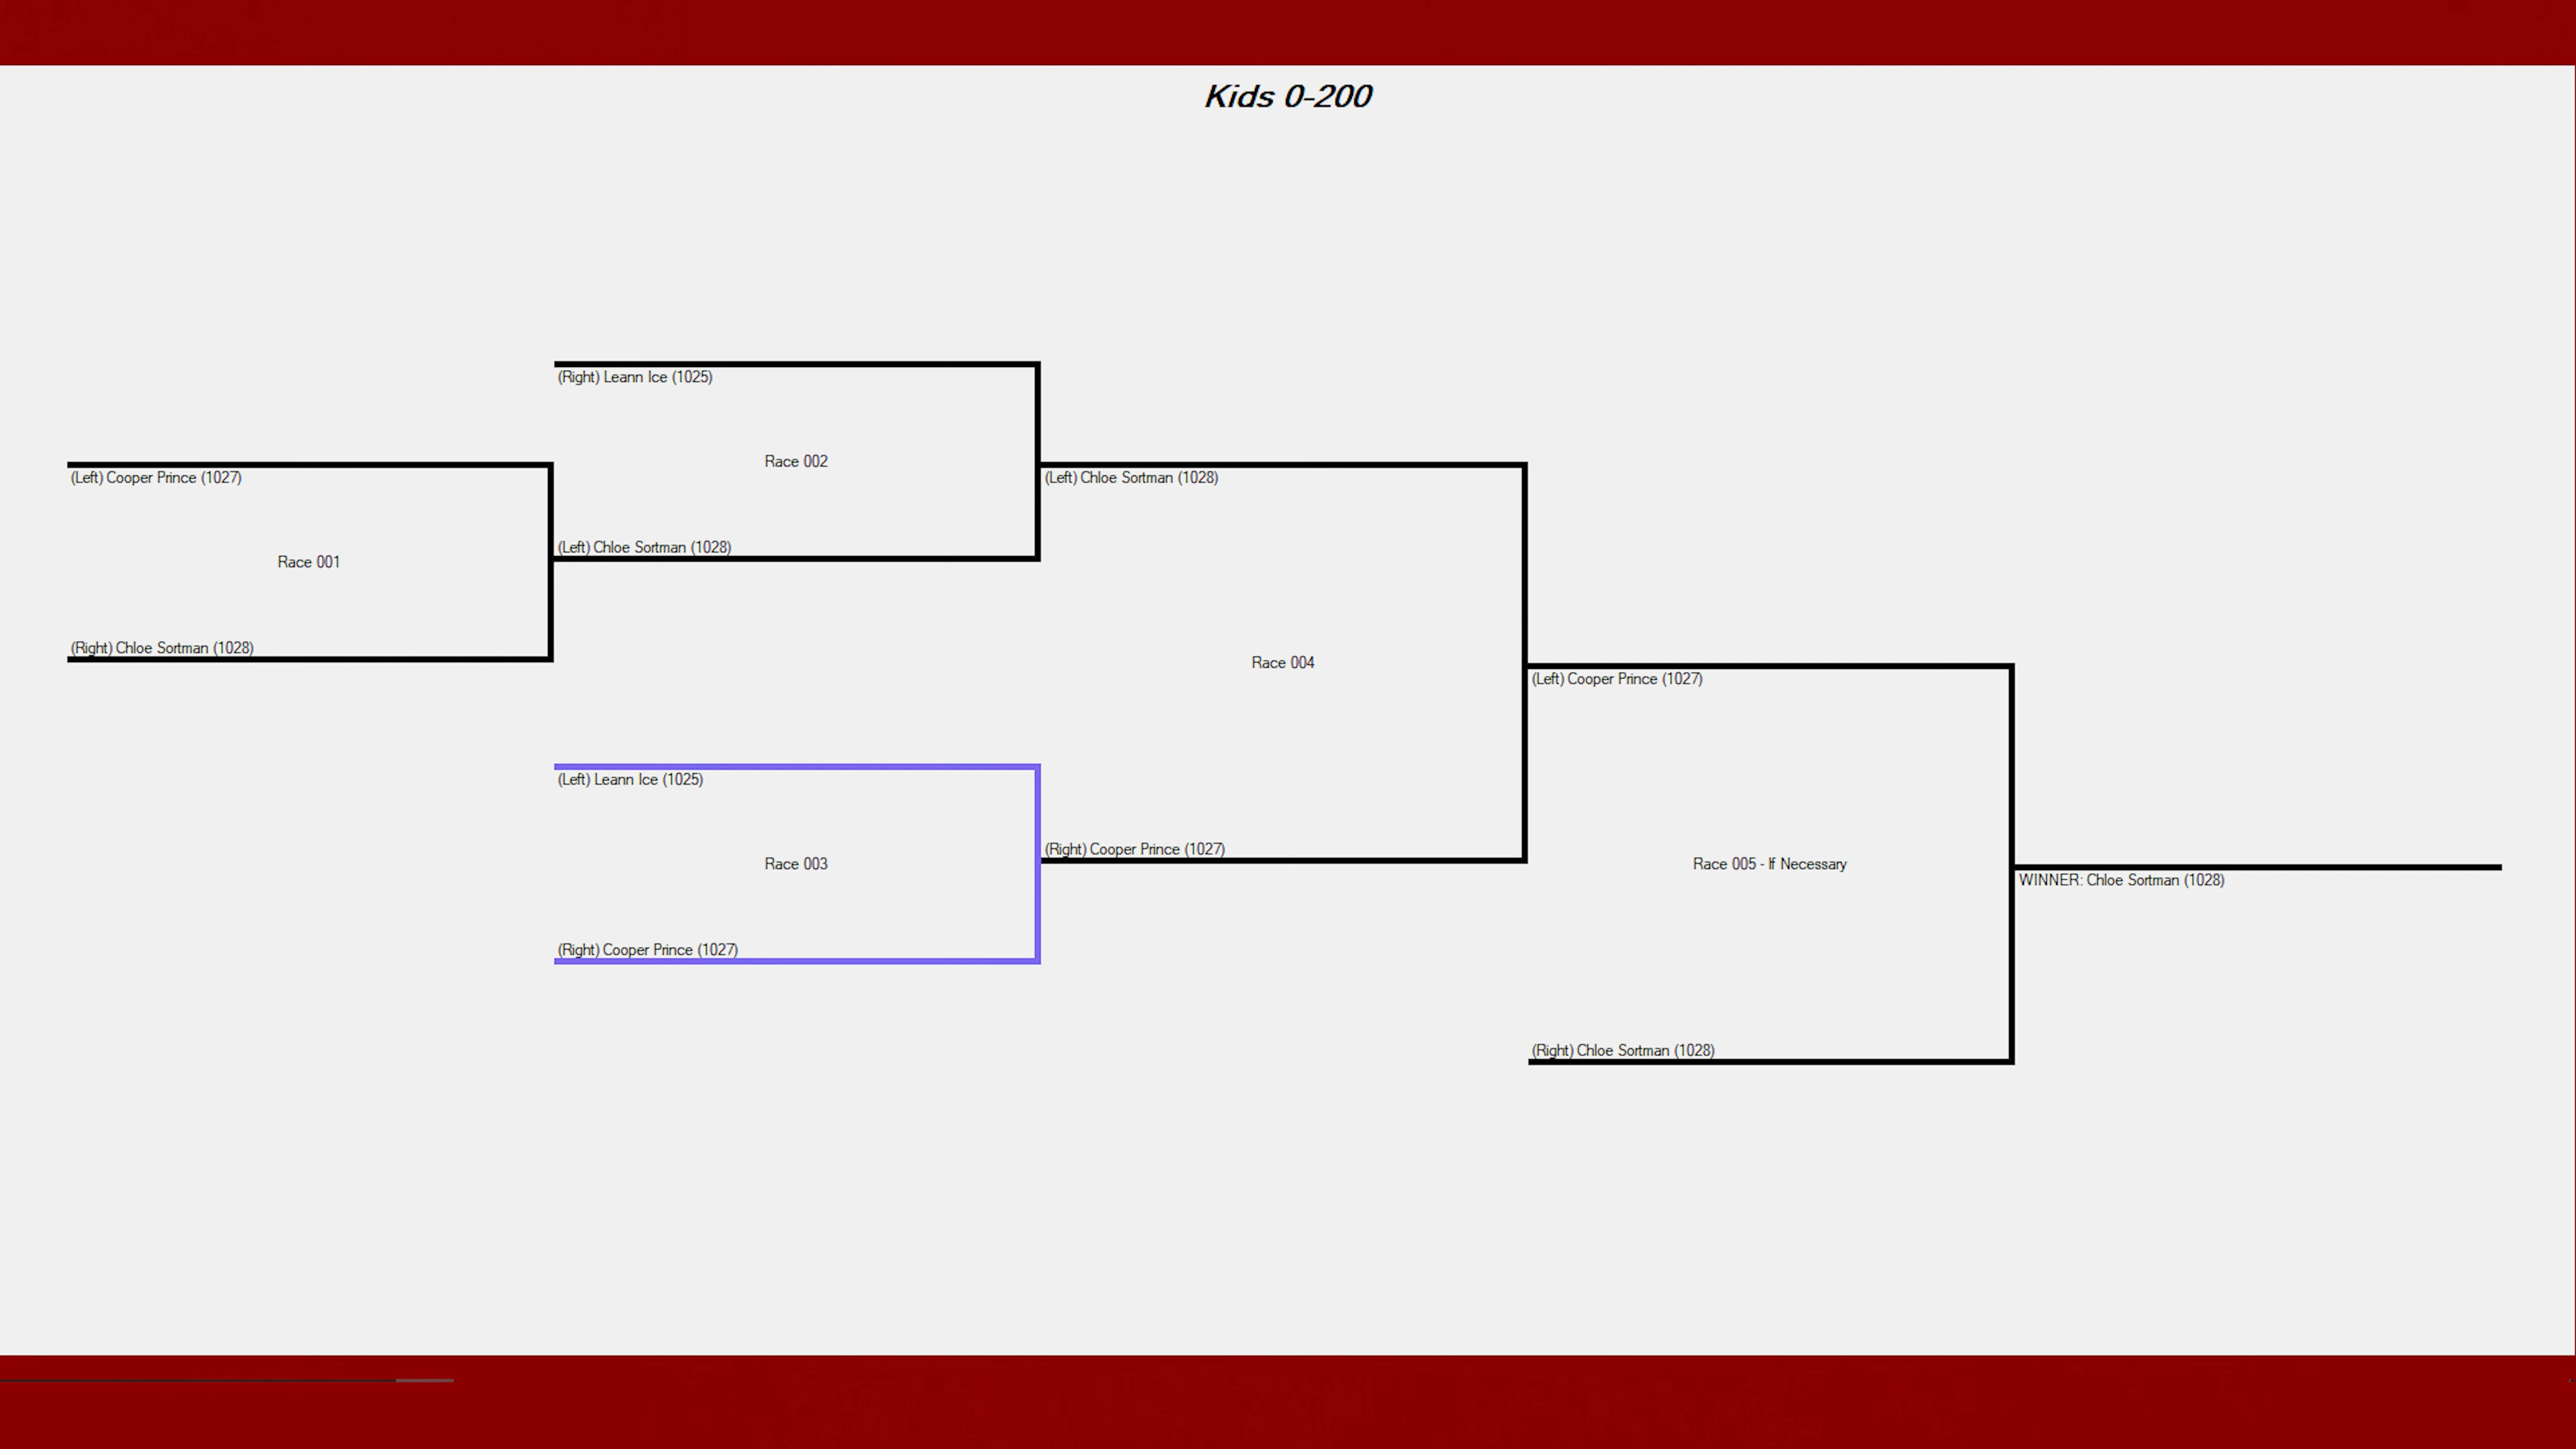 Kids 0-200
(Right) Leann Ice (1025)
Race 002
(Left) Cooper Prince (1027)
(Left) Chloe Sortman (1028)
(Left) Chloe Sortman (1028)
Race 001
(Right) Chloe Sortman (1028)
Race 004
(Left) Cooper Prince (1027)
(Left) Leann Ice (1025)
(Right) Cooper Prince (1027)
Race 003
Race 005 - If Necessary
WINNER: Chloe Sortman (1028)
(Right) Cooper Prince (1027)
(Right) Chloe Sortman (1028)